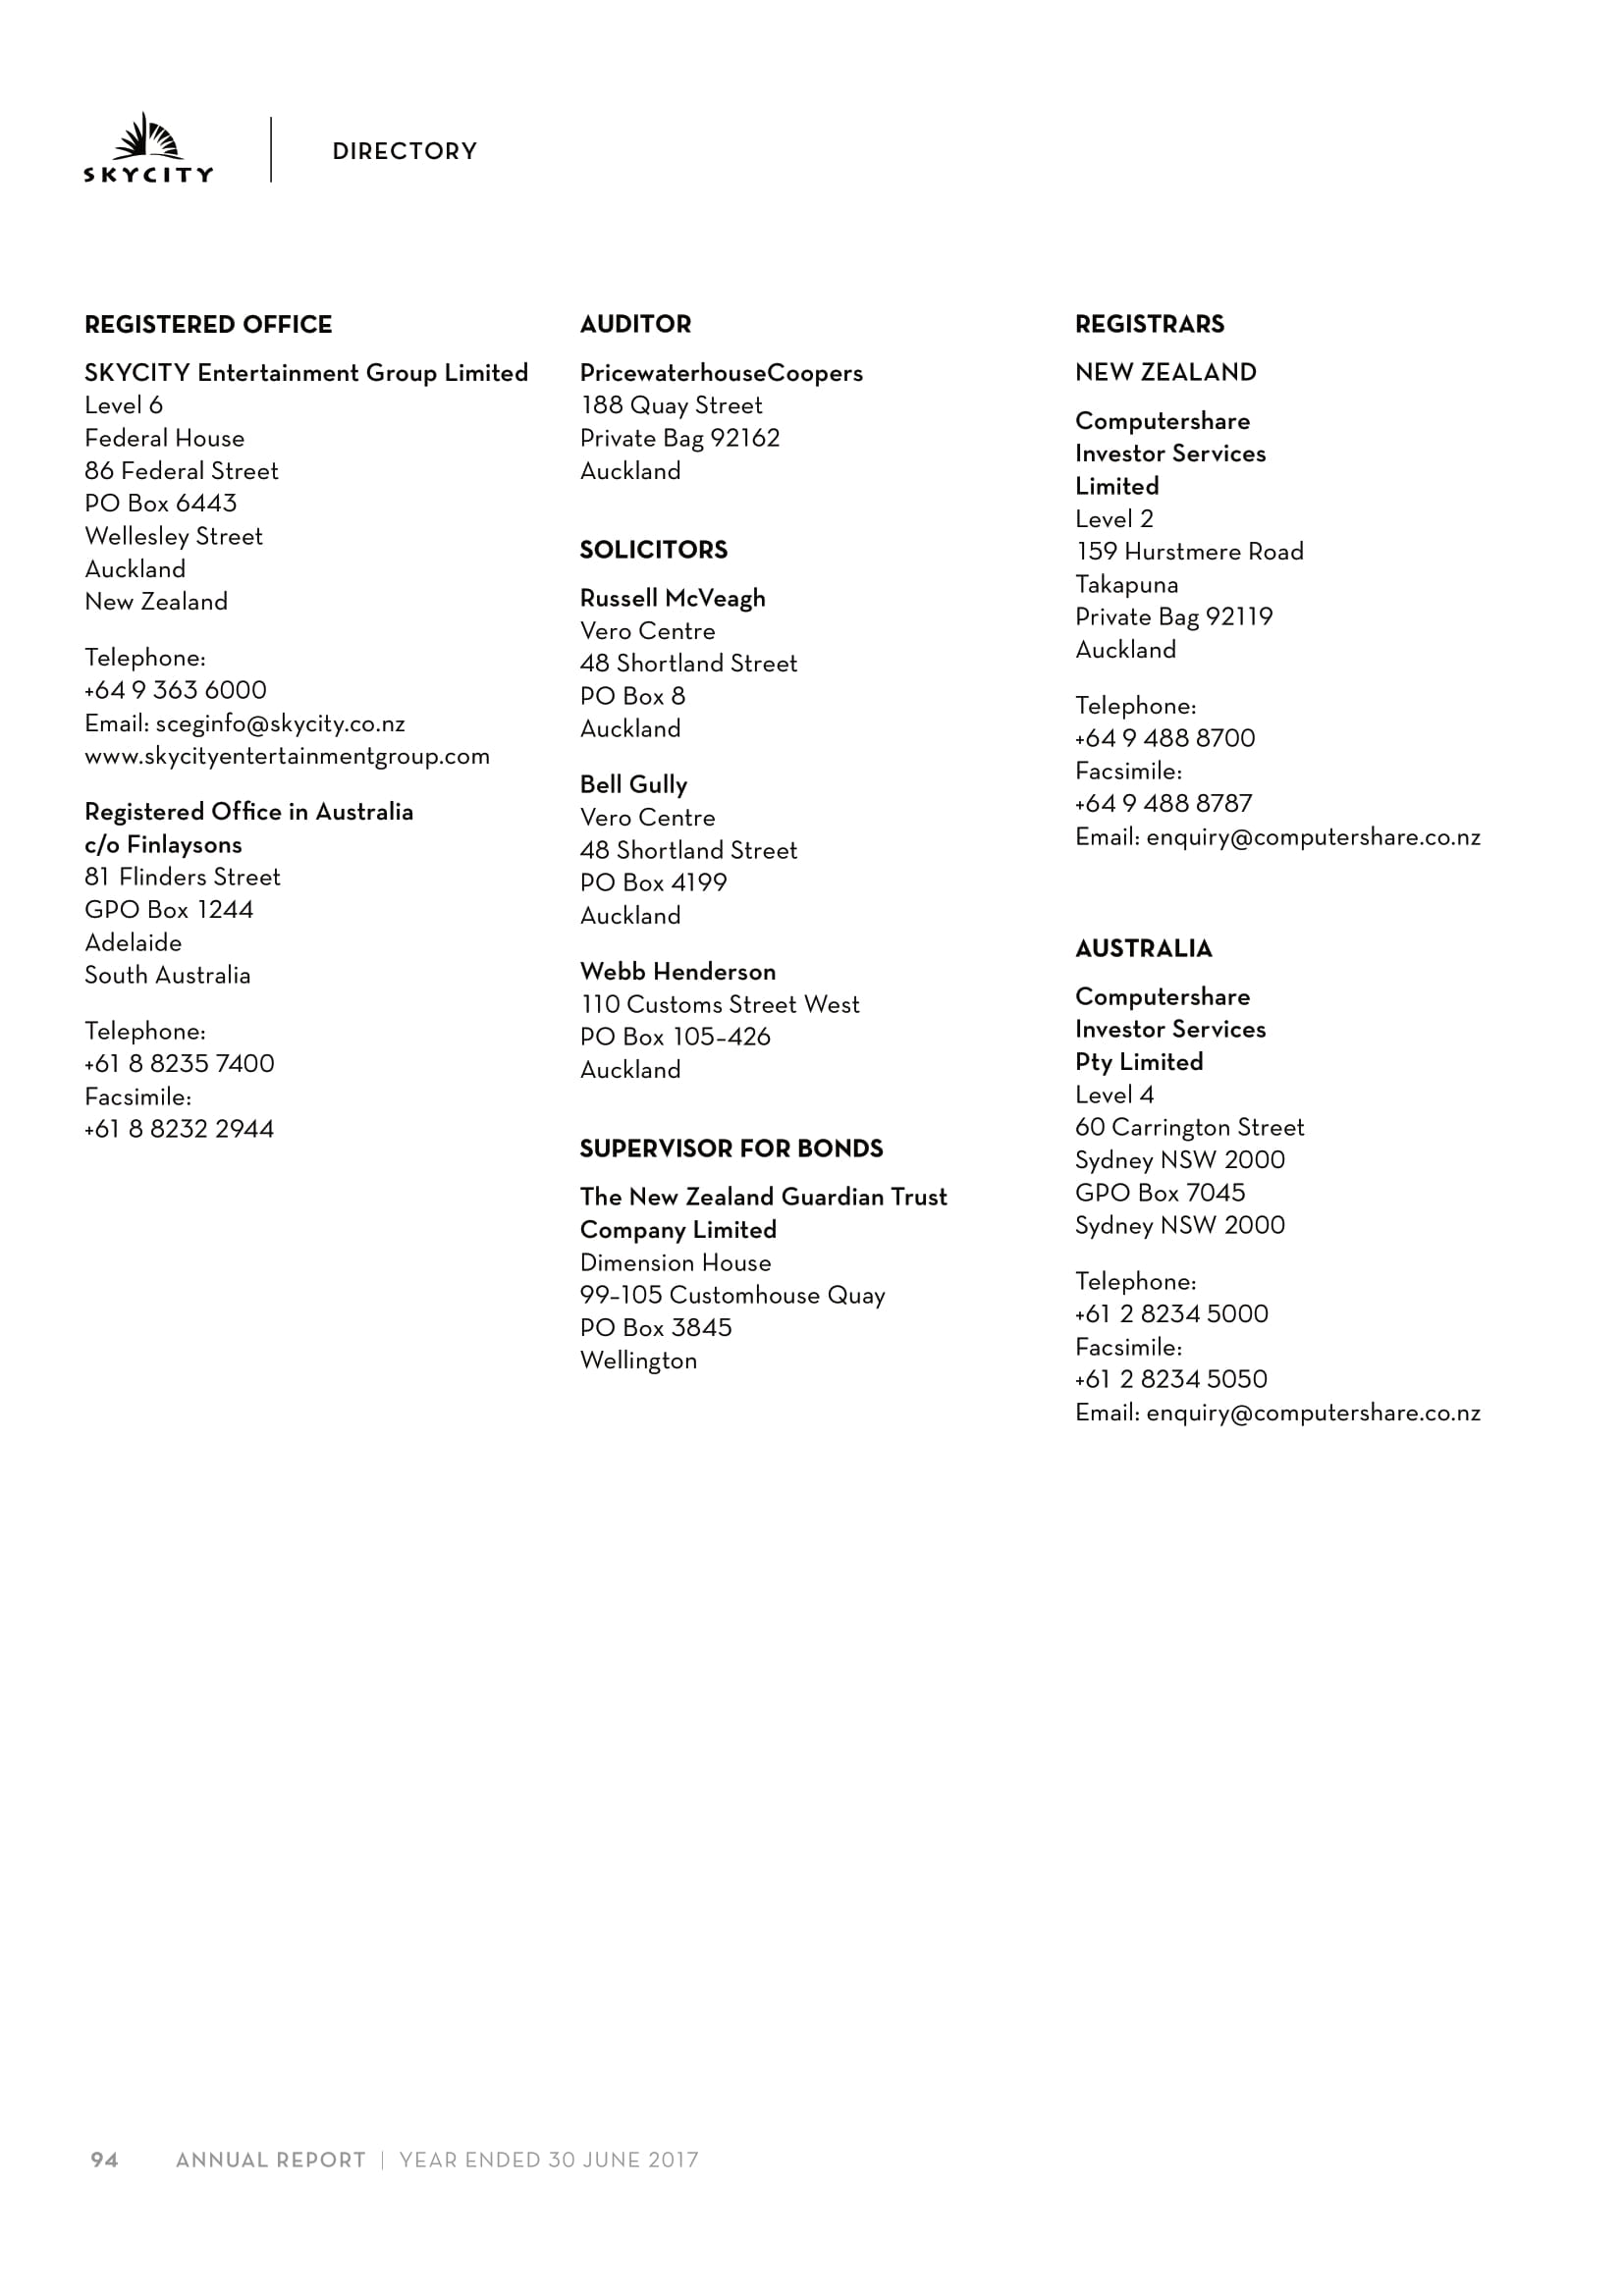 SKYCITY
DIRECTORY
REGISTERED OFFICE
SKYCITY Entertainment Group Limited
Level 6
Federal House
86 Federal Street
PO Box 6443
Wellesley Street
Auckland
New Zealand
Telephone:
+64 9 363 6000
Email: sceginfo@skycity.co.nz
www.skycityentertainmentgroup.com
Registered Office in Australia
c/o Finlaysons
81 Flinders Street
GPO Box 1244
Adelaide
South Australia
Telephone:
+61 8 8235 7400
Facsimile:
+61 8 8232 2944
AUDITOR
PricewaterhouseCoopers
188 Quay Street
Private Bag 92162
Auckland
SOLICITORS
Russell McVeagh
Vero Centre
48 Shortland Street
PO Box 8
Auckland
Bell Gully
Vero Centre
48 Shortland Street
PO Box 4199
Auckland
Webb Henderson
110 Customs Street West
PO Box 105–426
Auckland
SUPERVISOR FOR BONDS
The New Zealand Guardian Trust
Company Limited
Dimension House
99–105 Customhouse Quay
PO Box 3845
Wellington
REGISTRARS
NEW ZEALAND
Computershare
Investor Services
Limited
Level 2
159 Hurstmere Road
Takapuna
Private Bag 92119
Auckland
Telephone:
+64 9 488 8700
Facsimile:
+64 9 488 8787
Email: enquiry@computershare.co.nz
AUSTRALIA
Computershare
Investor Services
Pty Limited
Level 4
60 Carrington Street
Sydney NSW 2000
GPO Box 7045
Sydney NSW 2000
Telephone:
+61 2 8234 5000
Facsimile:
+61 2 8234 5050
Email: enquiry@computershare.co.nz
94 ANNUAL REPORT | YEAR ENDED 30 JUNE 2017